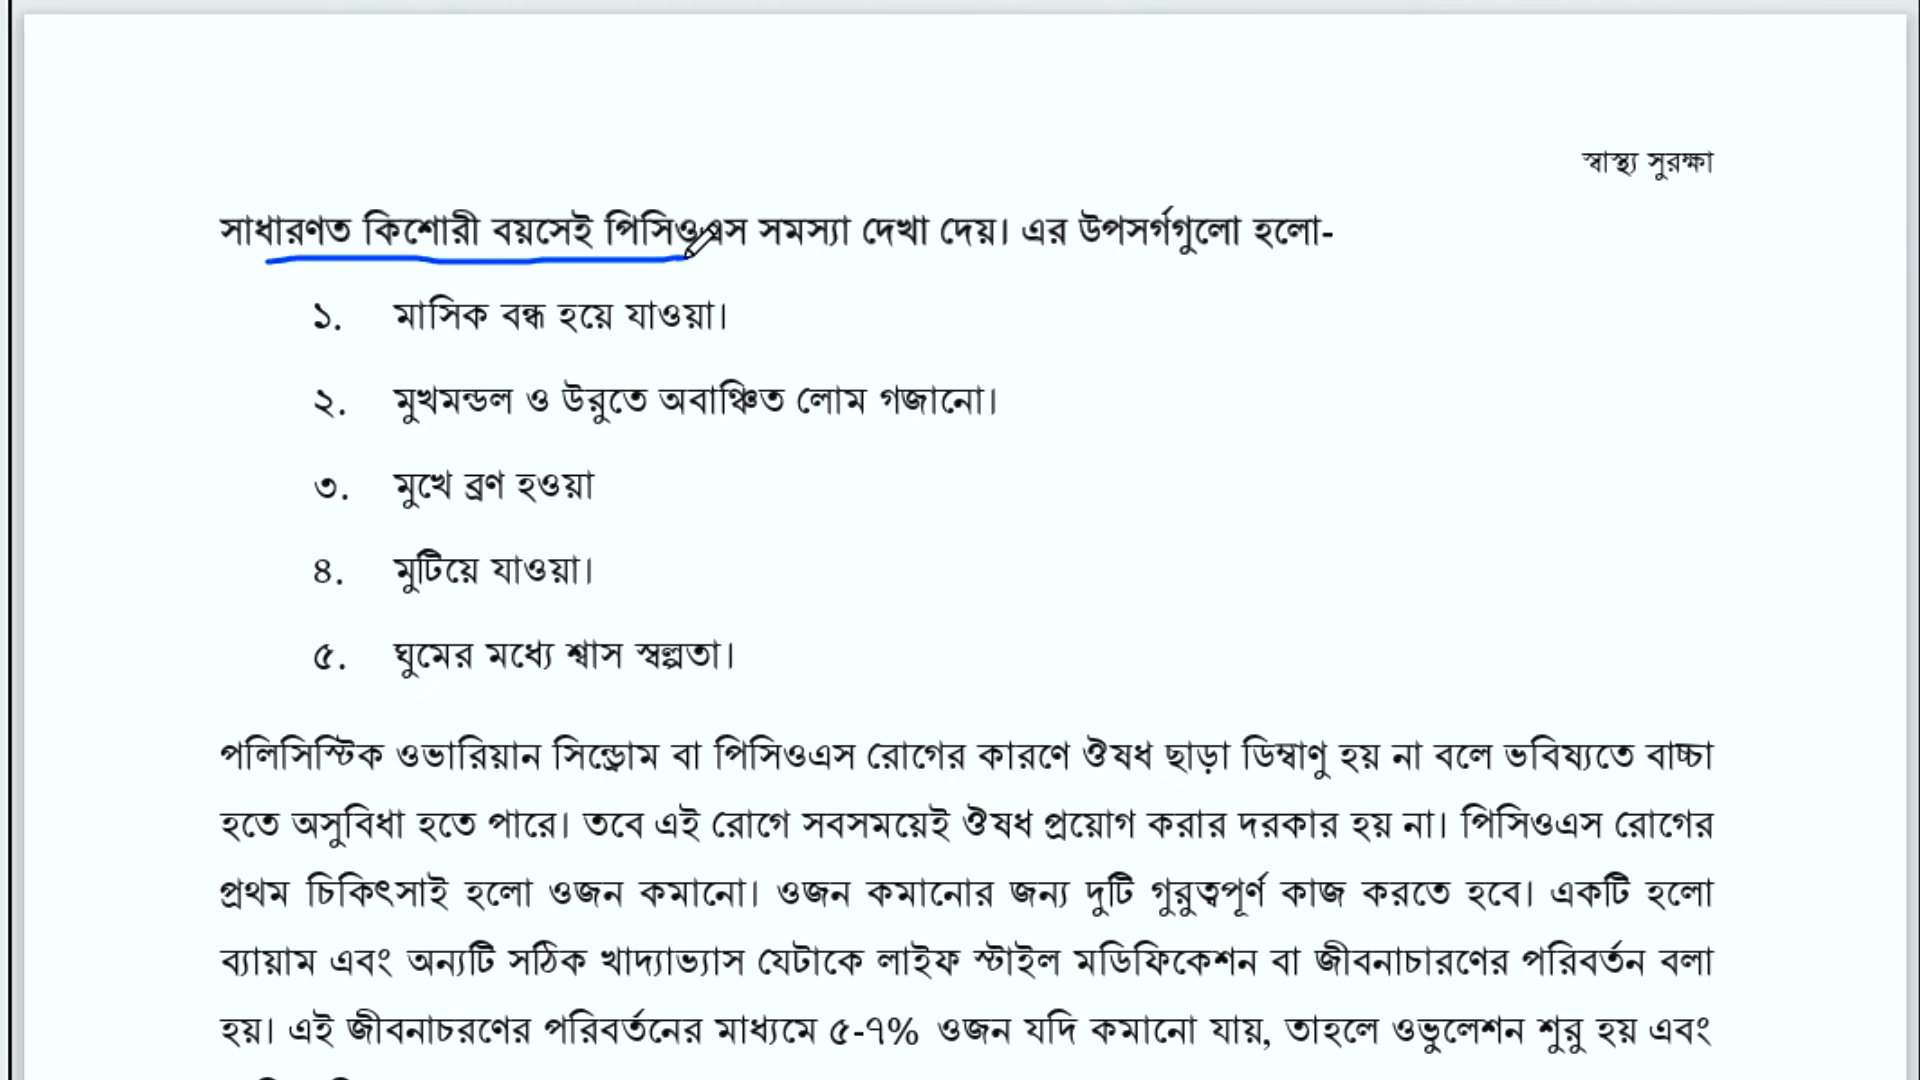 স্বাস্থ্য সুরক্ষা
সাধারণত কিশোরী বয়সেই পিসিওএস সমস্যা দেখা দেয়। এর উপসর্গগুলো হলো-
১. মাসিক বন্ধ হয়ে যাওয়া।
২. মুখমন্ডল ও উরুতে অবাঞ্চিত লোম গজানো।
৩. মুখে ব্রণ হওয়া
৪. মুটিয়ে যাওয়া।
৫. ঘুমের মধ্যে শ্বাস স্বল্পতা।
পলিসিস্টিক ওভারিয়ান সিন্ড্রোম বা পিসিওএস রোগের কারণে ঔষধ ছাড়া ডিম্বাণু হয় না বলে ভবিষ্যতে বাচ্চা
হতে অসুবিধা হতে পারে। তবে এই রোগে সবসময়েই ঔষধ প্রয়োগ করার দরকার হয় না। পিসিওএস রোগের
প্রথম চিকিৎসাই হলো ওজন কমানো। ওজন কমানোর জন্য দুটি গুরুত্বপূর্ণ কাজ করতে হবে। একটি হলো
ব্যায়াম এবং অন্যটি সঠিক খাদ্যাভ্যাস যেটাকে লাইফ স্টাইল মডিফিকেশন বা জীবনাচারণের পরিবর্তন বলা
হয়। এই জীবনাচরণের পরিবর্তনের মাধ্যমে ৫-৭% ওজন যদি কমানো যায়, তাহলে ওভুলেশন শুরু হয় এবং